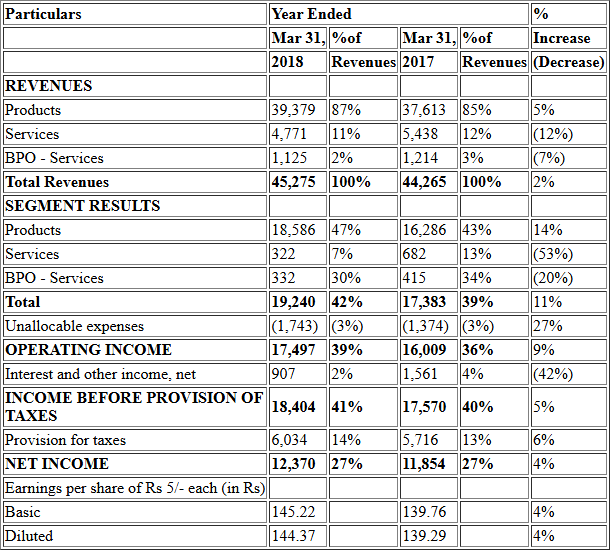 Particulars Year Ended %
Mar 31, %of Mar 31, %of Increase
2018 Revenues 2017 Revenues (Decrease)
REVENUES
Products 39,379 87% 37,613 85% 5%
Services 4,771 11% 5,438 12% (12%)
BPO - Services 1,125 2% 1,214 3% (7%)
Total Revenues 45,275 100% 44,265 100% 2%
SEGMENT RESULTS
Products 18,586 47% 16,286 43% 14%
Services 322 7% 682 13% (53%)
BPO - Services 332 30% 415 34% (20%)
Total 19,240 42% 17,383 39% 11%
Unallocable expenses (1,743) (3%) (1,374) (3%) 27%
OPERATING INCOME 17,497 39% 16,009 36% 9%
Interest and other income, net 907 2% 1,561 4% (42%)
INCOME BEFORE PROVISION OF
TAXES 18,404 41% 17,570 40% 5%
Provision for taxes 6,034 14% 5,716 13% 6%
NET INCOME 12,370 27% 11,854 27% 4%
Earnings per share of Rs 5/- each (in Rs)
Basic 145.22 139.76 4%
Diluted 144.37 139.29 4%